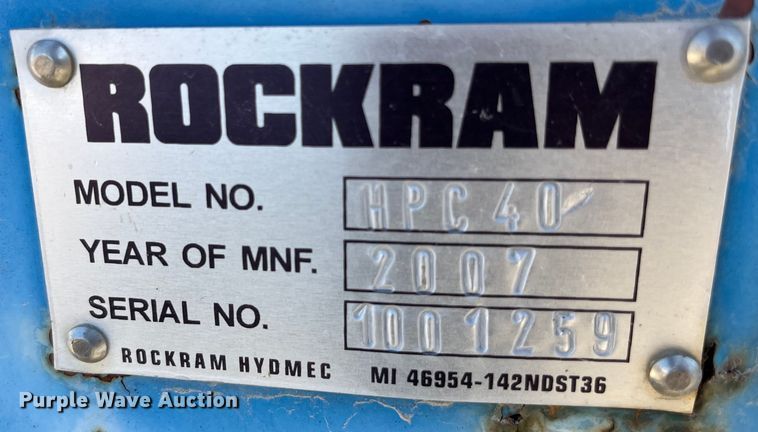 ROCKRAM
MODEL NO. HPC 40
YEAR OF MNF. 2007
SERIAL NO. 1001259
ROCKRAM HYDMEC MI 46954-142NDST36
Purple Wave Auction